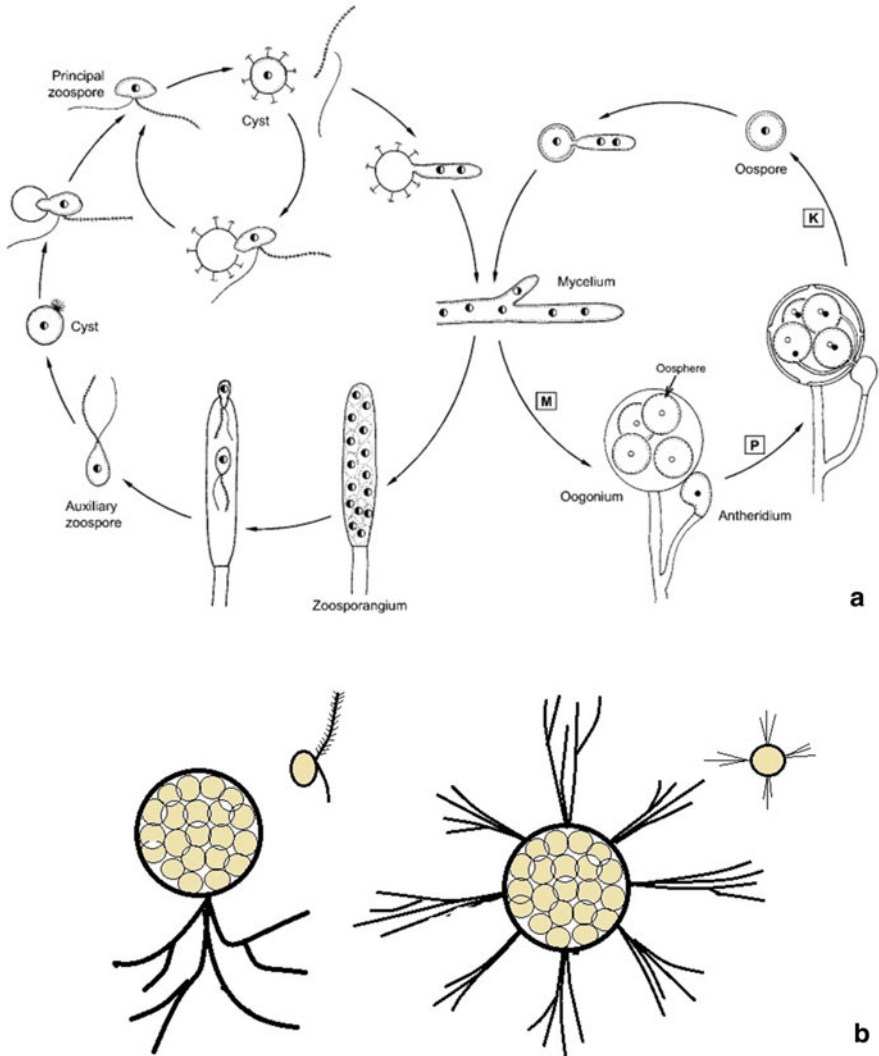 Principal
zoospore
Cyst
Cyst
Auxiliary
zoospore
Zoosporangium
Mycelium
M
Oosphere
Oogonium
Antheridium
P
K
Oospore
a
b